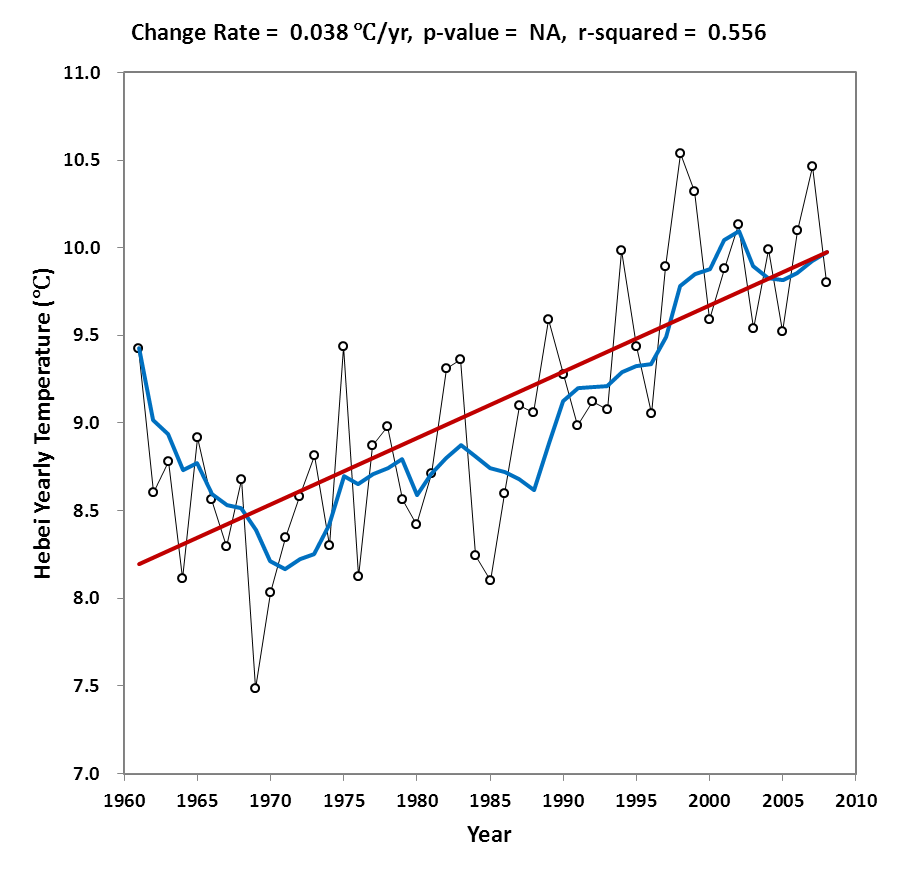 Change Rate = 0.038 °C/yr, p-value = NA, r-squared = 0.556
11.0
10.5
10.0
9.5
9.0
8.5
8.0
7.5
7.0
Hebei Yearly Temperature (°C)
1960 1965 1970 1975 1980 1985 1990 1995 2000 2005 2010
Year